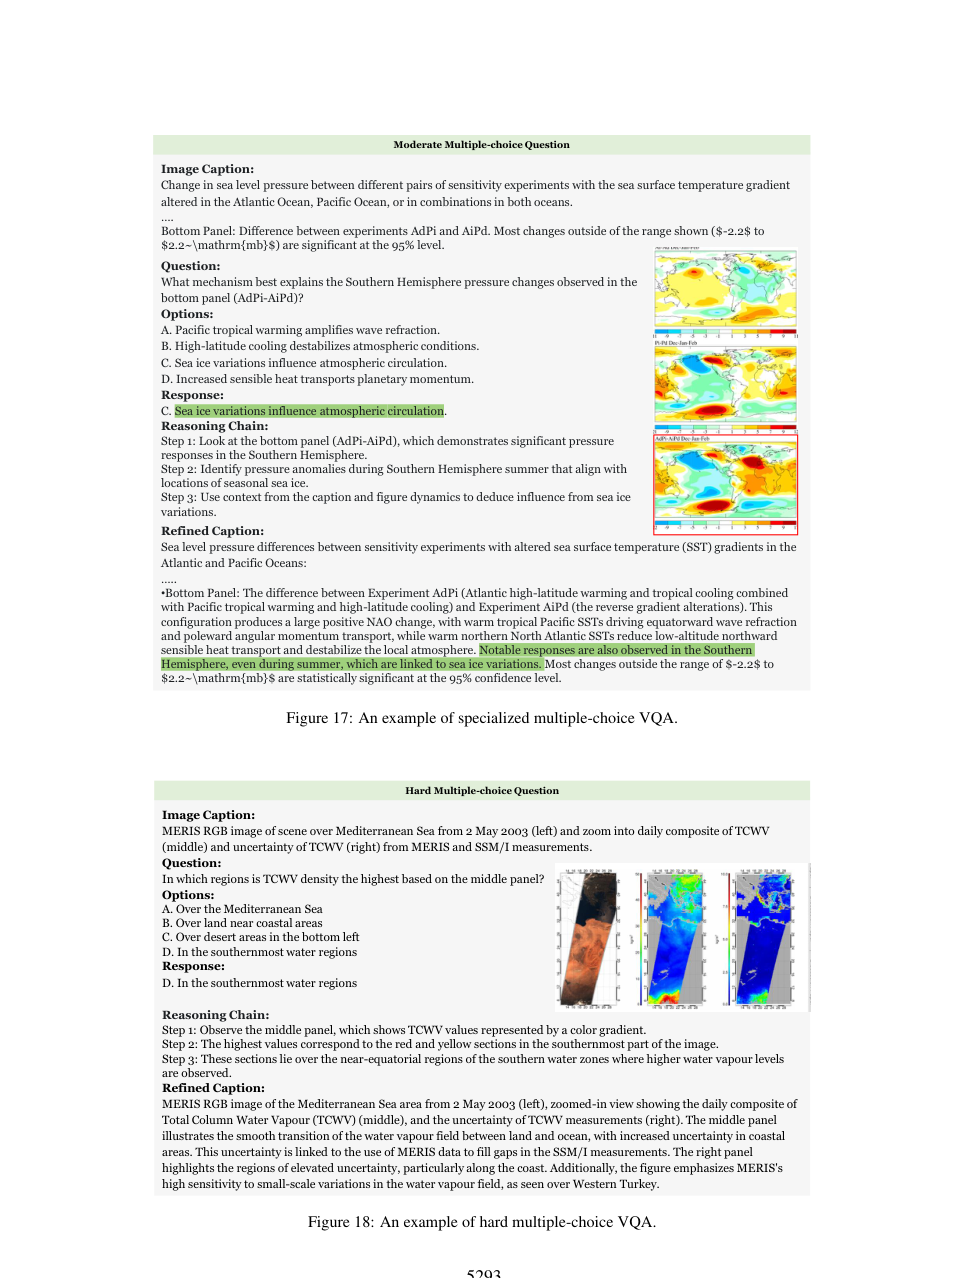 Moderate Multiple-choice Question
Image Caption:
Change in sea level pressure between different pairs of sensitivity experiments with the sea surface temperature gradient
altered in the Atlantic Ocean, Pacific Ocean, or in combinations in both oceans.
....
Bottom Panel: Difference between experiments AdPi and AiPd. Most changes outside of the range shown ($-2.2$ to
$2.2~\mathrm{mb}$) are significant at the 95% level.
Question:
What mechanism best explains the Southern Hemisphere pressure changes observed in the
bottom panel (AdPi-AiPd)?
Options:
A. Pacific tropical warming amplifies wave refraction.
B. High-latitude cooling destabilizes atmospheric conditions.
C. Sea ice variations influence atmospheric circulation.
D. Increased sensible heat transports planetary momentum.
Response:
C. Sea ice variations influence atmospheric circulation.
Reasoning Chain:
Step 1: Look at the bottom panel (AdPi-AiPd), which demonstrates significant pressure
responses in the Southern Hemisphere.
Step 2: Identify pressure anomalies during Southern Hemisphere summer that align with
locations of seasonal sea ice.
Step 3: Use context from the caption and figure dynamics to deduce influence from sea ice
variations.
Pi-Pd Dec-Jan-Feb
AdPi-AiPd Dec-Jan-Feb
Refined Caption:
Sea level pressure differences between sensitivity experiments with altered sea surface temperature (SST) gradients in the
Atlantic and Pacific Oceans:
.....
•Bottom Panel: The difference between Experiment AdPi (Atlantic high-latitude warming and tropical cooling combined
with Pacific tropical warming and high-latitude cooling) and Experiment AiPd (the reverse gradient alterations). This
configuration produces a large positive NAO change, with warm tropical Pacific SSTs driving equatorward wave refraction
and poleward angular momentum transport, while warm northern North Atlantic SSTs reduce low-altitude northward
sensible heat transport and destabilize the local atmosphere. Notable responses are also observed in the Southern
Hemisphere, even during summer, which are linked to sea ice variations. Most changes outside the range of $-2.2$ to
$2.2~\mathrm{mb}$ are statistically significant at the 95% confidence level.
Figure 17: An example of specialized multiple-choice VQA.
Hard Multiple-choice Question
Image Caption:
MERIS RGB image of scene over Mediterranean Sea from 2 May 2003 (left) and zoom into daily composite of TCWV
(middle) and uncertainty of TCWV (right) from MERIS and SSM/I measurements.
Question:
In which regions is TCWV density the highest based on the middle panel?
Options:
A. Over the Mediterranean Sea
B. Over land near coastal areas
C. Over desert areas in the bottom left
D. In the southernmost water regions
Response:
D. In the southernmost water regions
Reasoning Chain:
Step 1: Observe the middle panel, which shows TCWV values represented by a color gradient.
Step 2: The highest values correspond to the red and yellow sections in the southernmost part of the image.
Step 3: These sections lie over the near-equatorial regions of the southern water zones where higher water vapour levels
are observed.
Refined Caption:
MERIS RGB image of the Mediterranean Sea area from 2 May 2003 (left), zoomed-in view showing the daily composite of
Total Column Water Vapour (TCWV) (middle), and the uncertainty of TCWV measurements (right). The middle panel
illustrates the smooth transition of the water vapour field between land and ocean, with increased uncertainty in coastal
areas. This uncertainty is linked to the use of MERIS data to fill gaps in the SSM/I measurements. The right panel
highlights the regions of elevated uncertainty, particularly along the coast. Additionally, the figure emphasizes MERIS's
high sensitivity to small-scale variations in the water vapour field, as seen over Western Turkey.
Figure 18: An example of hard multiple-choice VQA.
5293